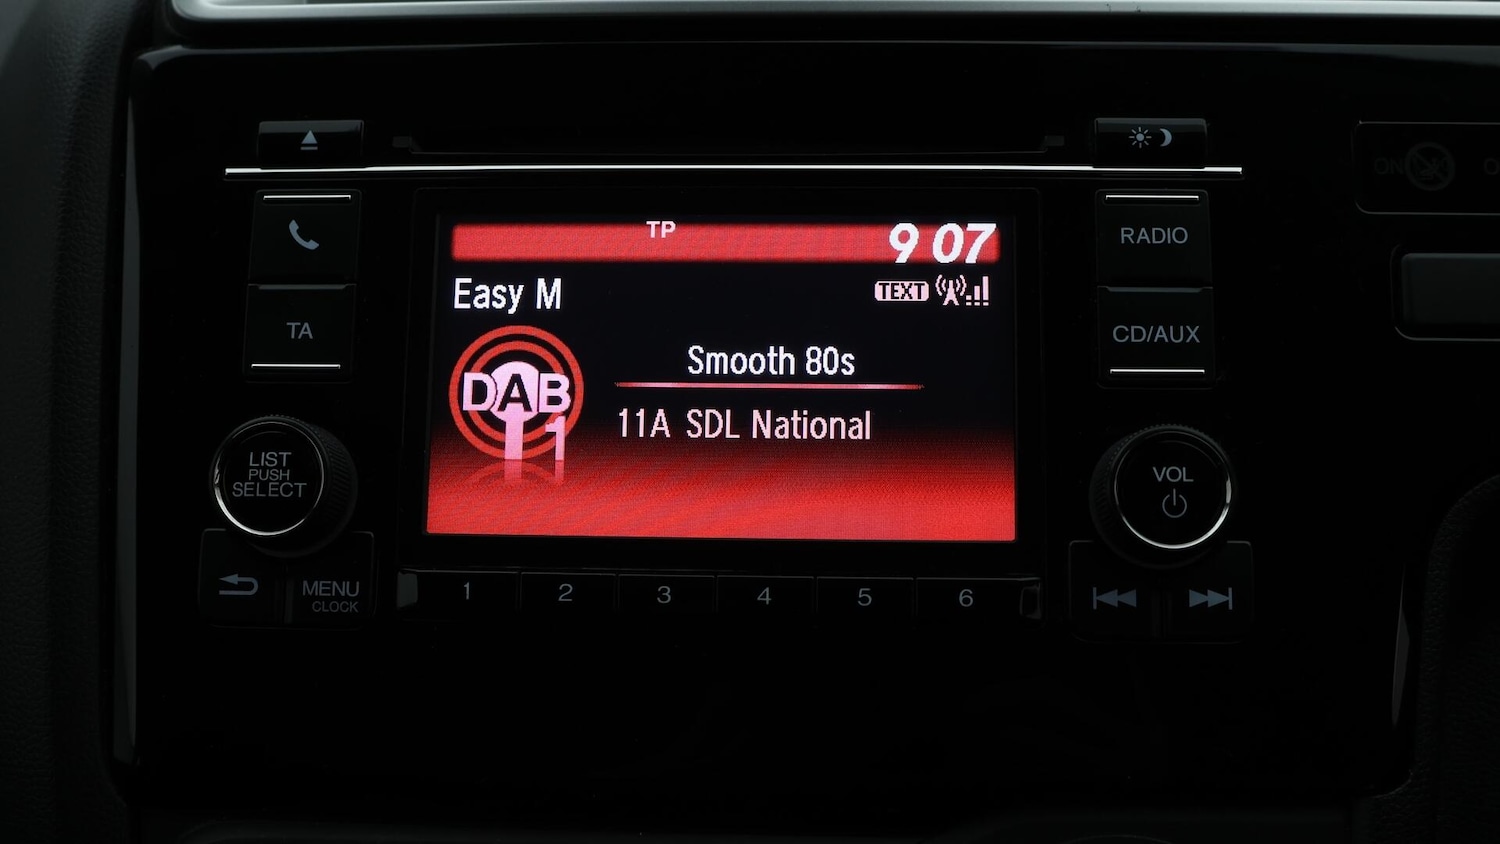 TP
9 07
Easy M
TEXT
DAB
1
Smooth 80s
11A SDL National
TA
LIST
PUSH
SELECT
MENU
CLOCK
1 2 3 4 5 6
RADIO
CD/AUX
VOL
ON